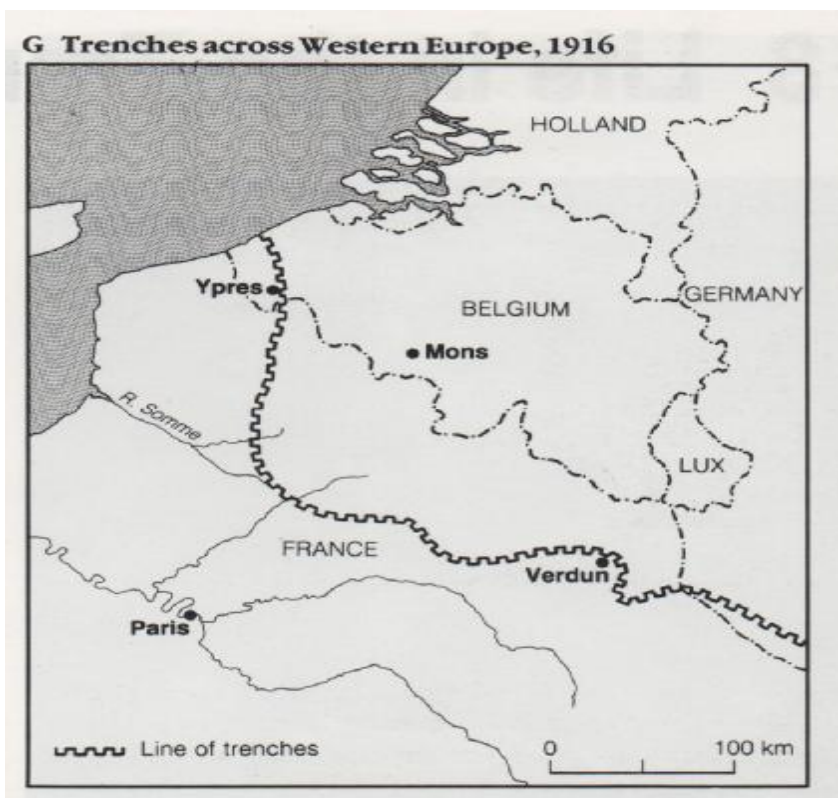 G Trenches across Western Europe, 1916
HOLLAND
Ypres
BELGIUM
GERMANY
Mons
R. Somme
LUX
FRANCE
Verdun
Paris
Line of trenches
0 100 km